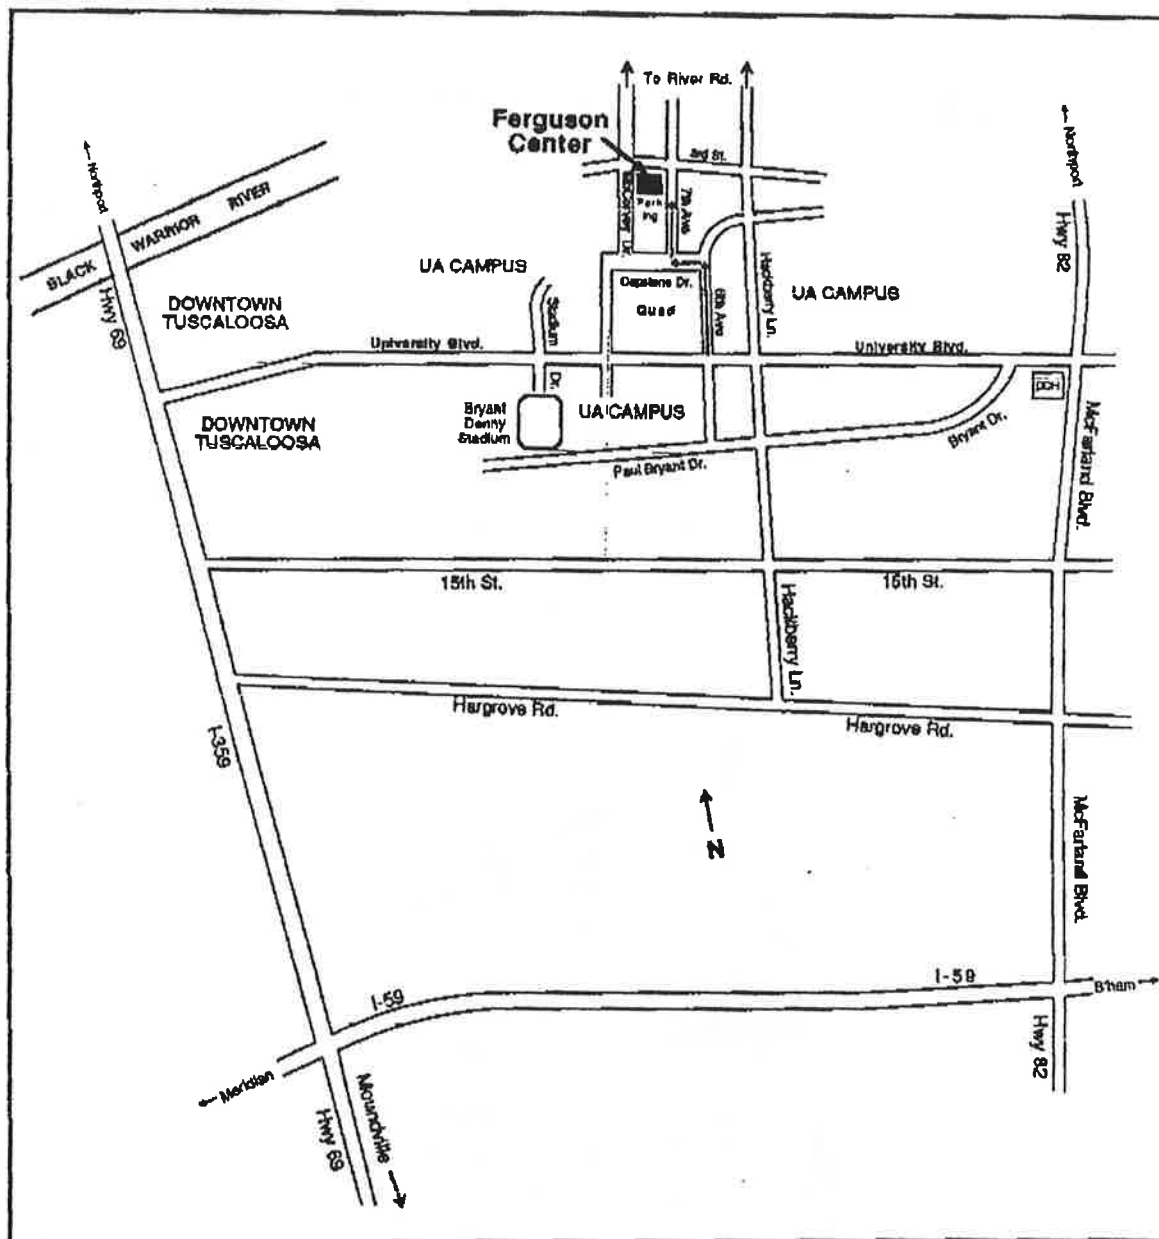 To River Rd.
Ferguson
Center
3rd St.
Northport
Northport
BLACK WARRIOR RIVER
McCorvey Dr.
Park
ing
7th Ave
Hwy 82
UA CAMPUS
Capstone Dr.
Hackberry Ln.
UA CAMPUS
Hwy 69
DOWNTOWN
TUSCALOOSA
Stadium Dr.
Quad
6th Ave
University Blvd.
University Blvd.
DCH
DOWNTOWN
TUSCALOOSA
Bryant
Denny
Stadium
UA CAMPUS
Bryant Dr.
McFarland Blvd.
Paul Bryant Dr.
15th St.
15th St.
Hackberry Ln.
Hargrove Rd.
Hargrove Rd.
I-359
N
McFarland Blvd.
I-59
I-59
B'ham
Meridian
Hwy 82
Moundville
Hwy 69